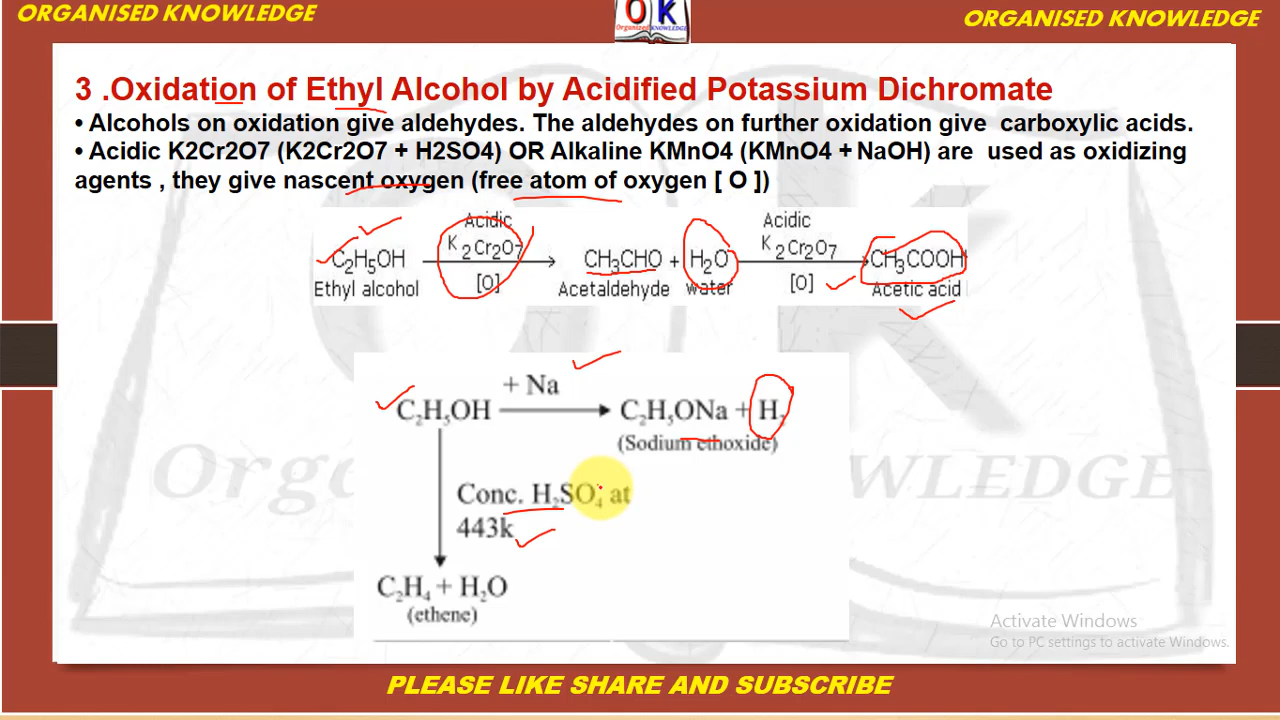 ORGANISED KNOWLEDGE
OK
Organized KNOWLEDGE
ORGANISED KNOWLEDGE
3 .Oxidation of Ethyl Alcohol by Acidified Potassium Dichromate
• Alcohols on oxidation give aldehydes. The aldehydes on further oxidation give carboxylic acids.
• Acidic K2Cr2O7 (K2Cr2O7 + H2SO4) OR Alkaline KMnO4 (KMnO4 + NaOH) are used as oxidizing
agents , they give nascent oxygen (free atom of oxygen [ O ])
Acidic Acidic
K2Cr2O7 K2Cr2O7
C2H5OH CH3CHO + H2O CH3COOH
Ethyl alcohol [O] Acetaldehyde water [O] Acetic acid
+ Na
C₂H₅OH C₂H₅ONa + H₂
(Sodium ethoxide)
Conc. H₂SO₄ at
443k
C₂H₄ + H₂O
(ethene)
Activate Windows
Go to PC settings to activate Windows.
PLEASE LIKE SHARE AND SUBSCRIBE